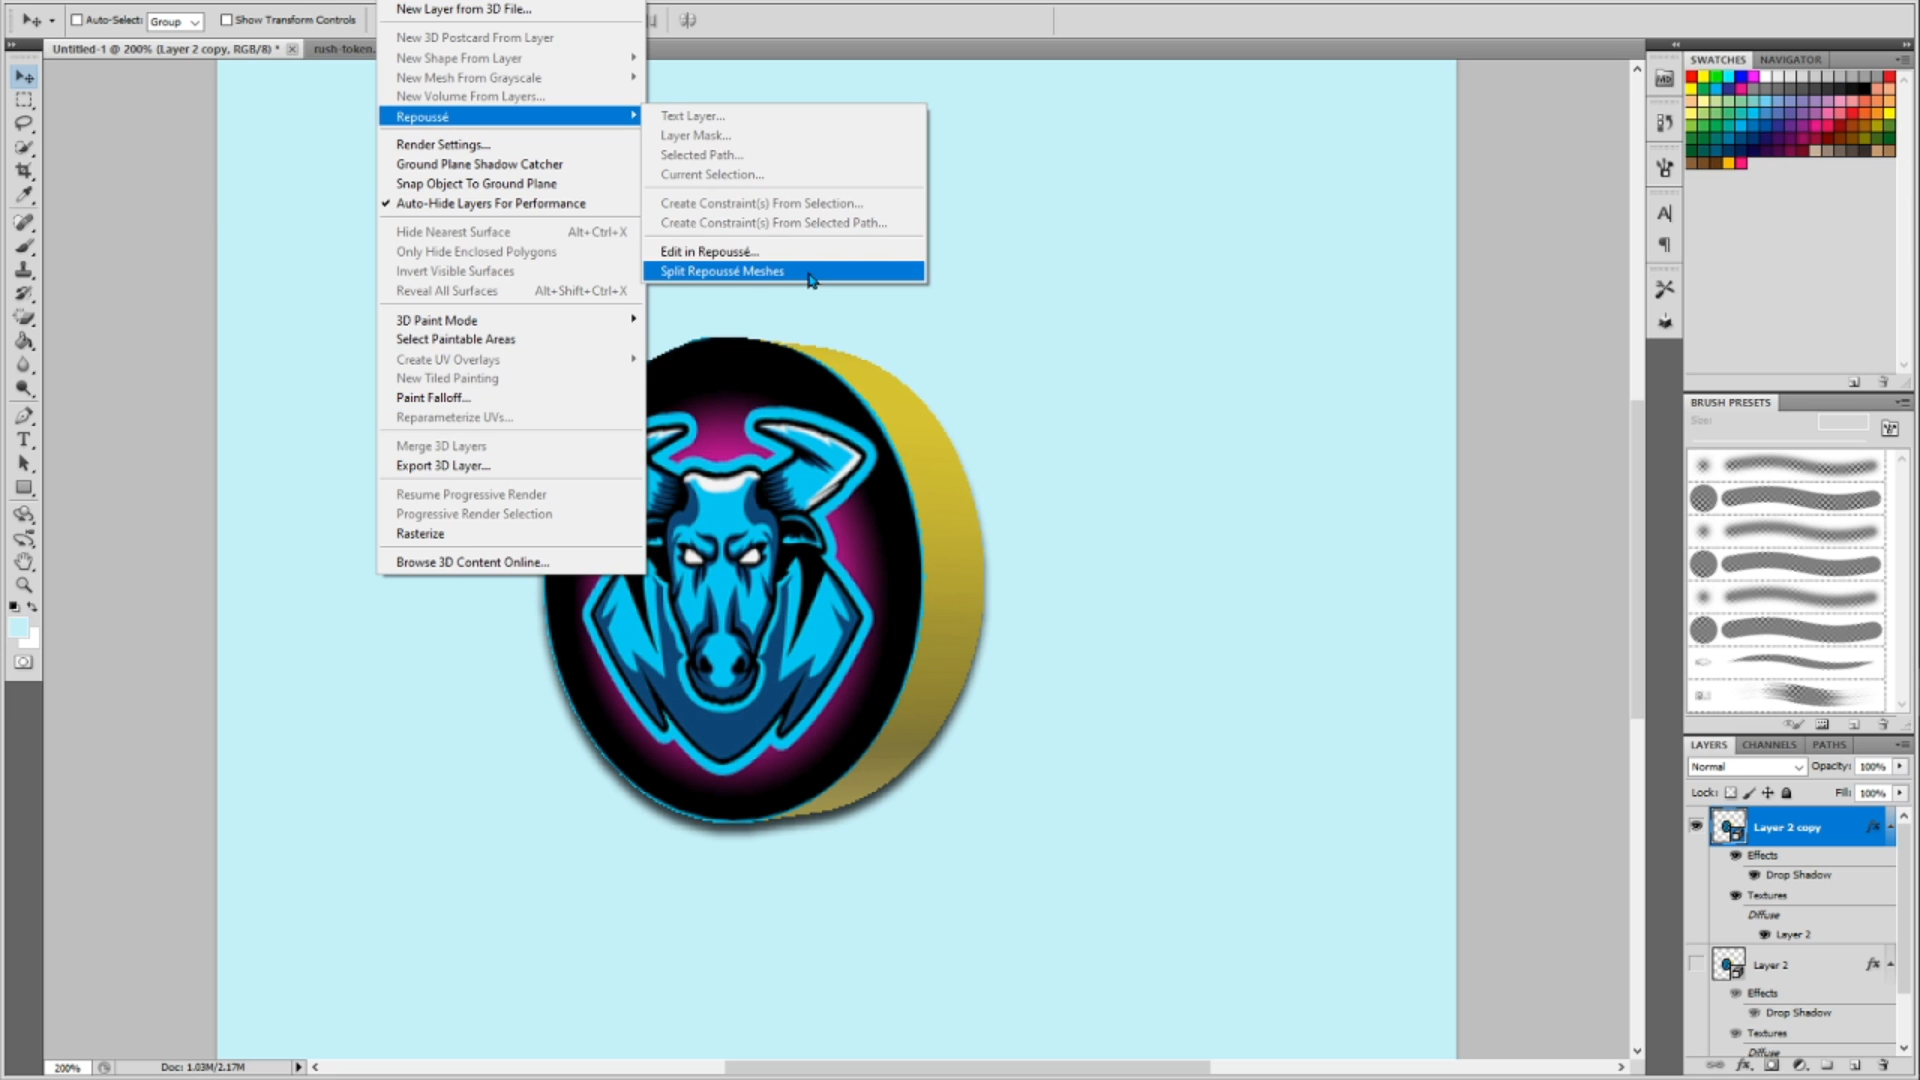 New Layer from 3D File...
Auto-Select: Group Show Transform Controls
Untitled-1 @ 200% (Layer 2 copy, RGB/8) * rush-token.
New 3D Postcard From Layer
New Shape From Layer
New Mesh From Grayscale
New Volume From Layers...
Repoussé
Render Settings...
Ground Plane Shadow Catcher
Snap Object To Ground Plane
Auto-Hide Layers For Performance
Hide Nearest Surface Alt+Ctrl+X
Only Hide Enclosed Polygons
Invert Visible Surfaces
Reveal All Surfaces Alt+Shift+Ctrl+X
3D Paint Mode
Select Paintable Areas
Create UV Overlays
New Tiled Painting
Paint Falloff...
Reparameterize UVs...
Merge 3D Layers
Export 3D Layer...
Resume Progressive Render
Progressive Render Selection
Rasterize
Browse 3D Content Online...
Text Layer...
Layer Mask...
Selected Path...
Current Selection...
Create Constraint(s) From Selection...
Create Constraint(s) From Selected Path...
Edit in Repoussé...
Split Repoussé Meshes
SWATCHES NAVIGATOR
BRUSH PRESETS
Size:
LAYERS CHANNELS PATHS
Normal Opacity: 100%
Lock: Fill: 100%
Layer 2 copy fx
Effects
Drop Shadow
Textures
Diffuse
Layer 2
Layer 2 fx
Effects
Drop Shadow
Textures
Diffuse
200% Doc: 1.03M/2.17M